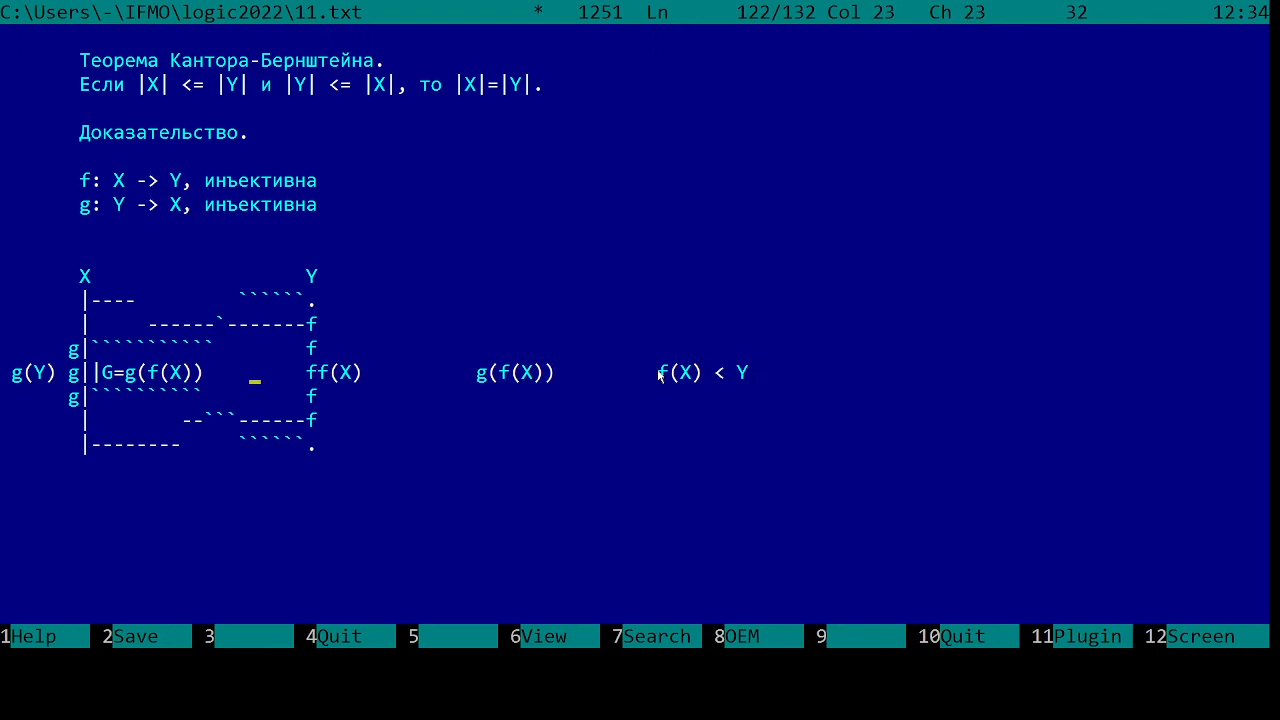 C:\Users\-\IFMO\logic2022\11.txt * 1251 Ln 122/132 Col 23 Ch 23 32 12:34
Теорема Кантора-Бернштейна.
Если |X| <= |Y| и |Y| <= |X|, то |X|=|Y|.
Доказательство.
f: X -> Y, инъективна
g: Y -> X, инъективна
X Y
|---- ``````.
| ------`-------f
g|``````````` f
g(Y) g||G=g(f(X)) _ ff(X) g(f(X)) f(X) < Y
g|`````````` f
| --```------f
|-------- ``````.
1Help 2Save 3 4Quit 5 6View 7Search 8OEM 9 10Quit 11Plugin 12Screen